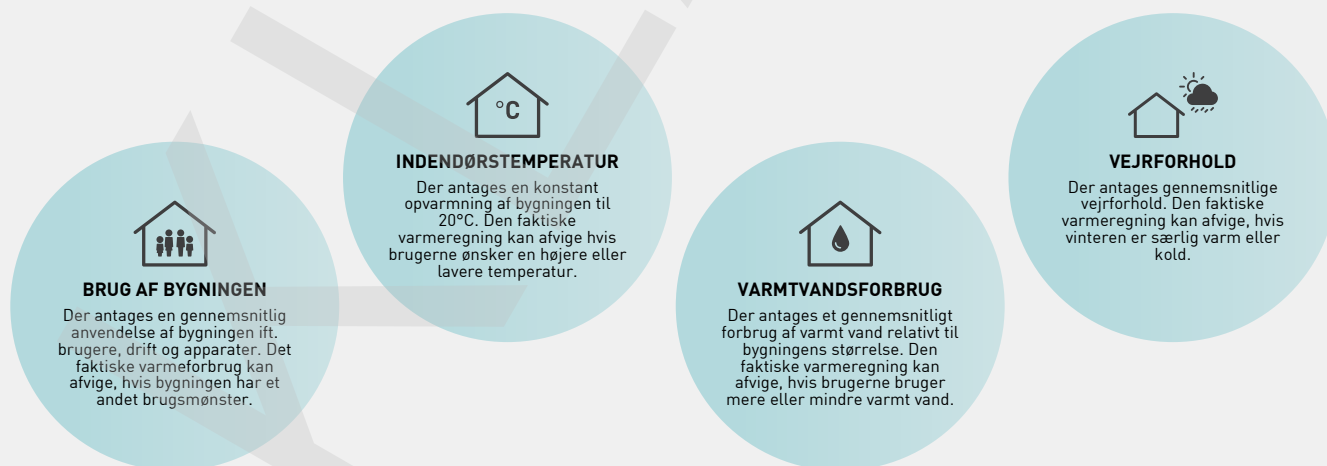 BRUG AF BYGNINGEN
Der antages en gennemsnitlig
anvendelse af bygningen ift.
brugere, drift og apparater. Det
faktiske varmeforbrug kan
afvige, hvis bygningen har et
andet brugsmønster.
°C
INDENDØRSTEMPERATUR
Der antages en konstant
opvarmning af bygningen til
20°C. Den faktiske
varmeregning kan afvige hvis
brugerne ønsker en højere eller
lavere temperatur.
VARMTVANDSFORBRUG
Der antages et gennemsnitligt
forbrug af varmt vand relativt til
bygningens størrelse. Den
faktiske varmeregning kan
afvige, hvis brugerne bruger
mere eller mindre varmt vand.
VEJRFORHOLD
Der antages gennemsnitlige
vejrforhold. Den faktiske
varmeregning kan afvige, hvis
vinteren er særlig varm eller
kold.